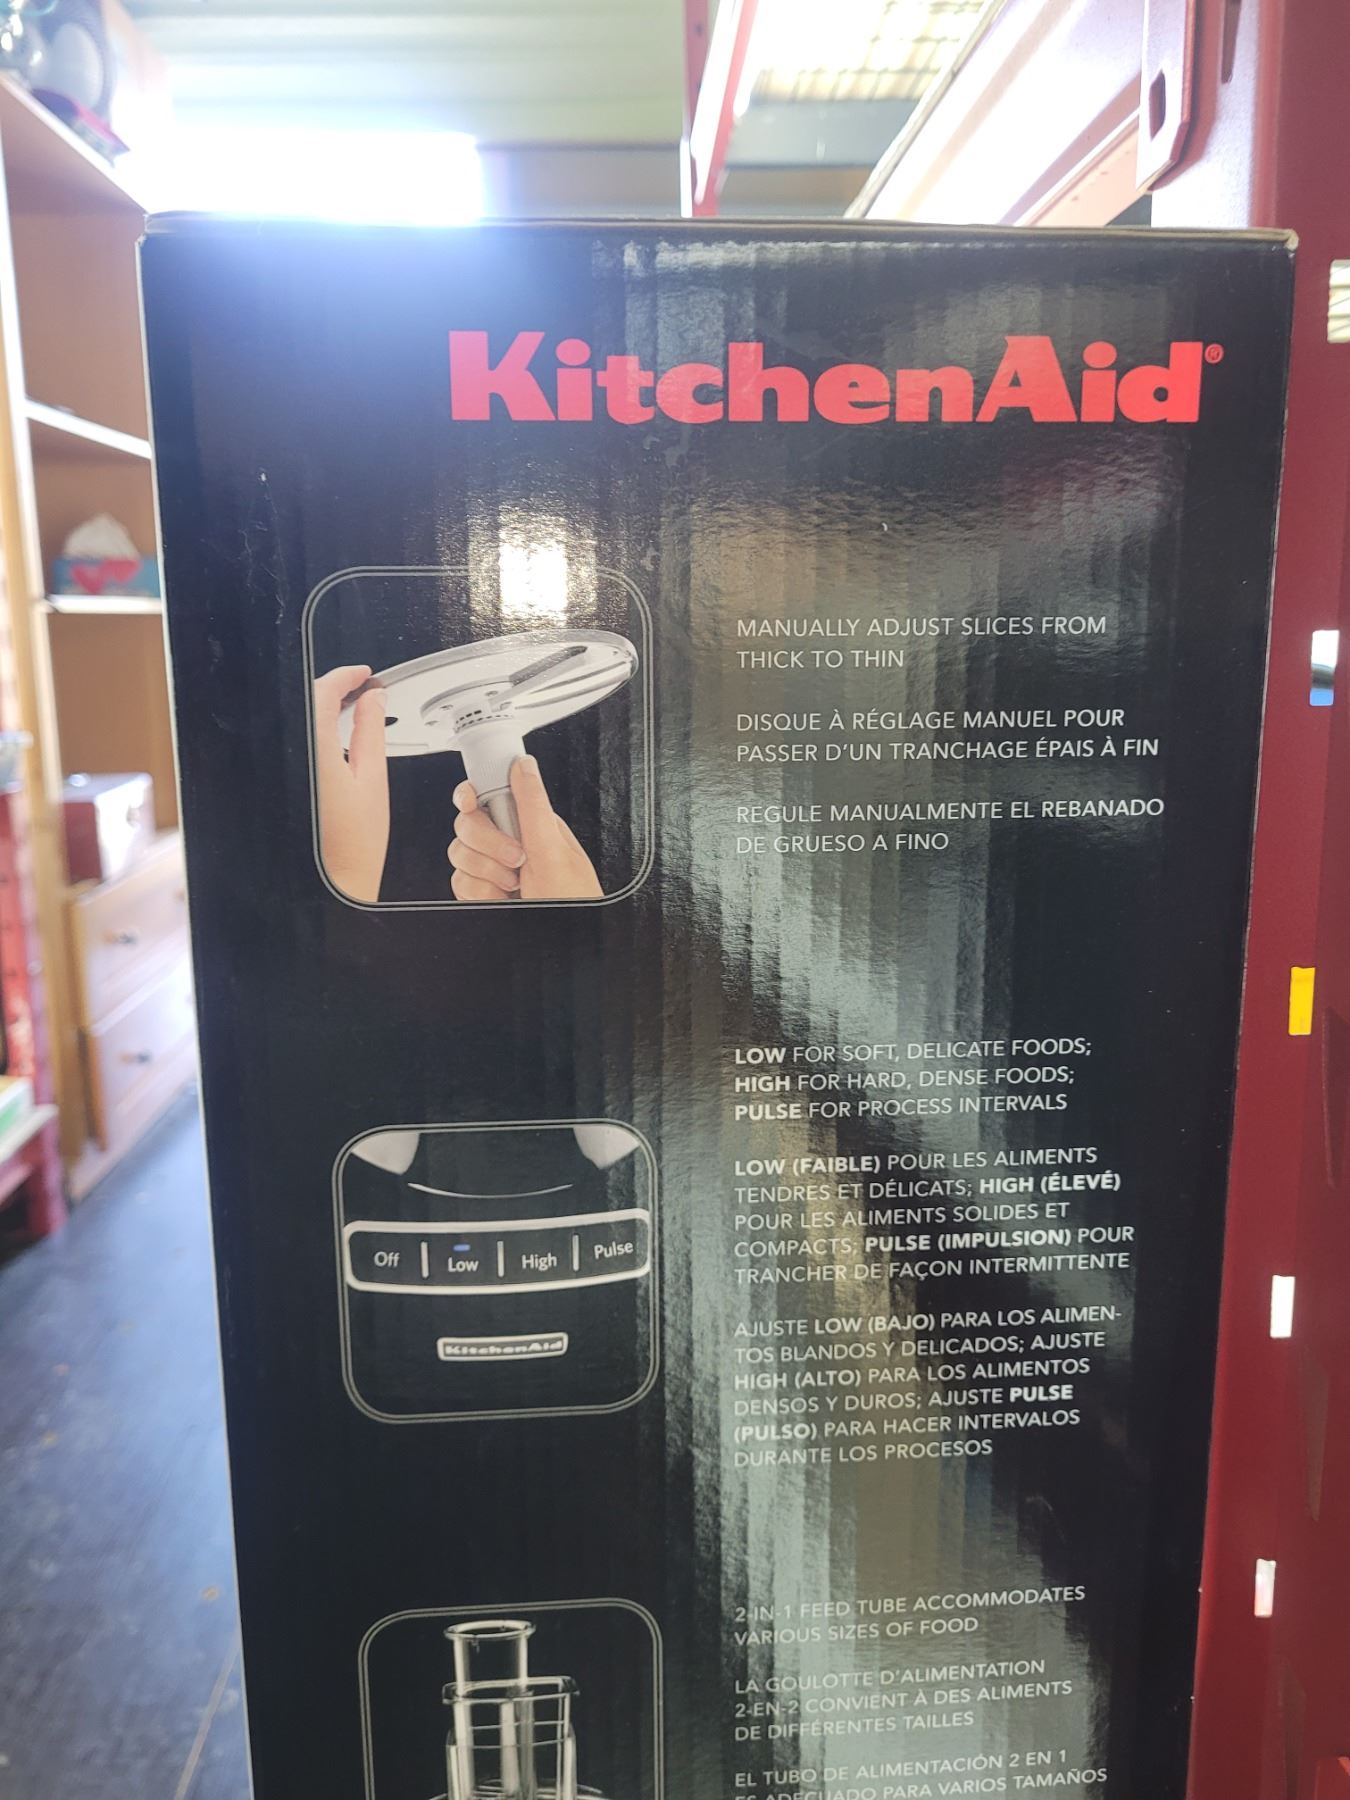 KitchenAid®
MANUALLY ADJUST SLICES FROM
THICK TO THIN
DISQUE À RÉGLAGE MANUEL POUR
PASSER D'UN TRANCHAGE ÉPAIS À FIN
REGULE MANUALMENTE EL REBANADO
DE GRUESO A FINO
LOW FOR SOFT, DELICATE FOODS;
HIGH FOR HARD, DENSE FOODS;
PULSE FOR PROCESS INTERVALS
LOW (FAIBLE) POUR LES ALIMENTS
TENDRES ET DÉLICATS; HIGH (ÉLEVÉ)
POUR LES ALIMENTS SOLIDES ET
COMPACTS; PULSE (IMPULSION) POUR
TRANCHER DE FAÇON INTERMITTENTE
Off | Low | High | Pulse
KitchenAid
AJUSTE LOW (BAJO) PARA LOS ALIMEN-
TOS BLANDOS Y DELICADOS; AJUSTE
HIGH (ALTO) PARA LOS ALIMENTOS
DENSOS Y DUROS; AJUSTE PULSE
(PULSO) PARA HACER INTERVALOS
DURANTE LOS PROCESOS
2-IN-1 FEED TUBE ACCOMMODATES
VARIOUS SIZES OF FOOD
LA GOULOTTE D'ALIMENTATION
2-EN-2 CONVIENT À DES ALIMENTS
DE DIFFÉRENTES TAILLES
EL TUBO DE ALIMENTACIÓN 2 EN 1
ES ADECUADO PARA VARIOS TAMAÑOS